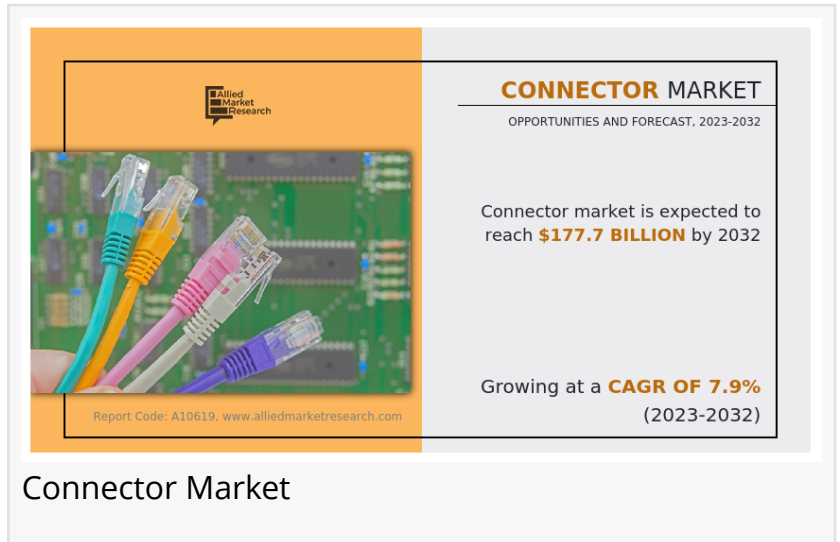 Allied
Market
Research
CONNECTOR MARKET
OPPORTUNITIES AND FORECAST, 2023-2032
Connector market is expected to
reach $177.7 BILLION by 2032
Growing at a CAGR OF 7.9%
(2023-2032)
Report Code: A10619, www.alliedmarketresearch.com
Connector Market